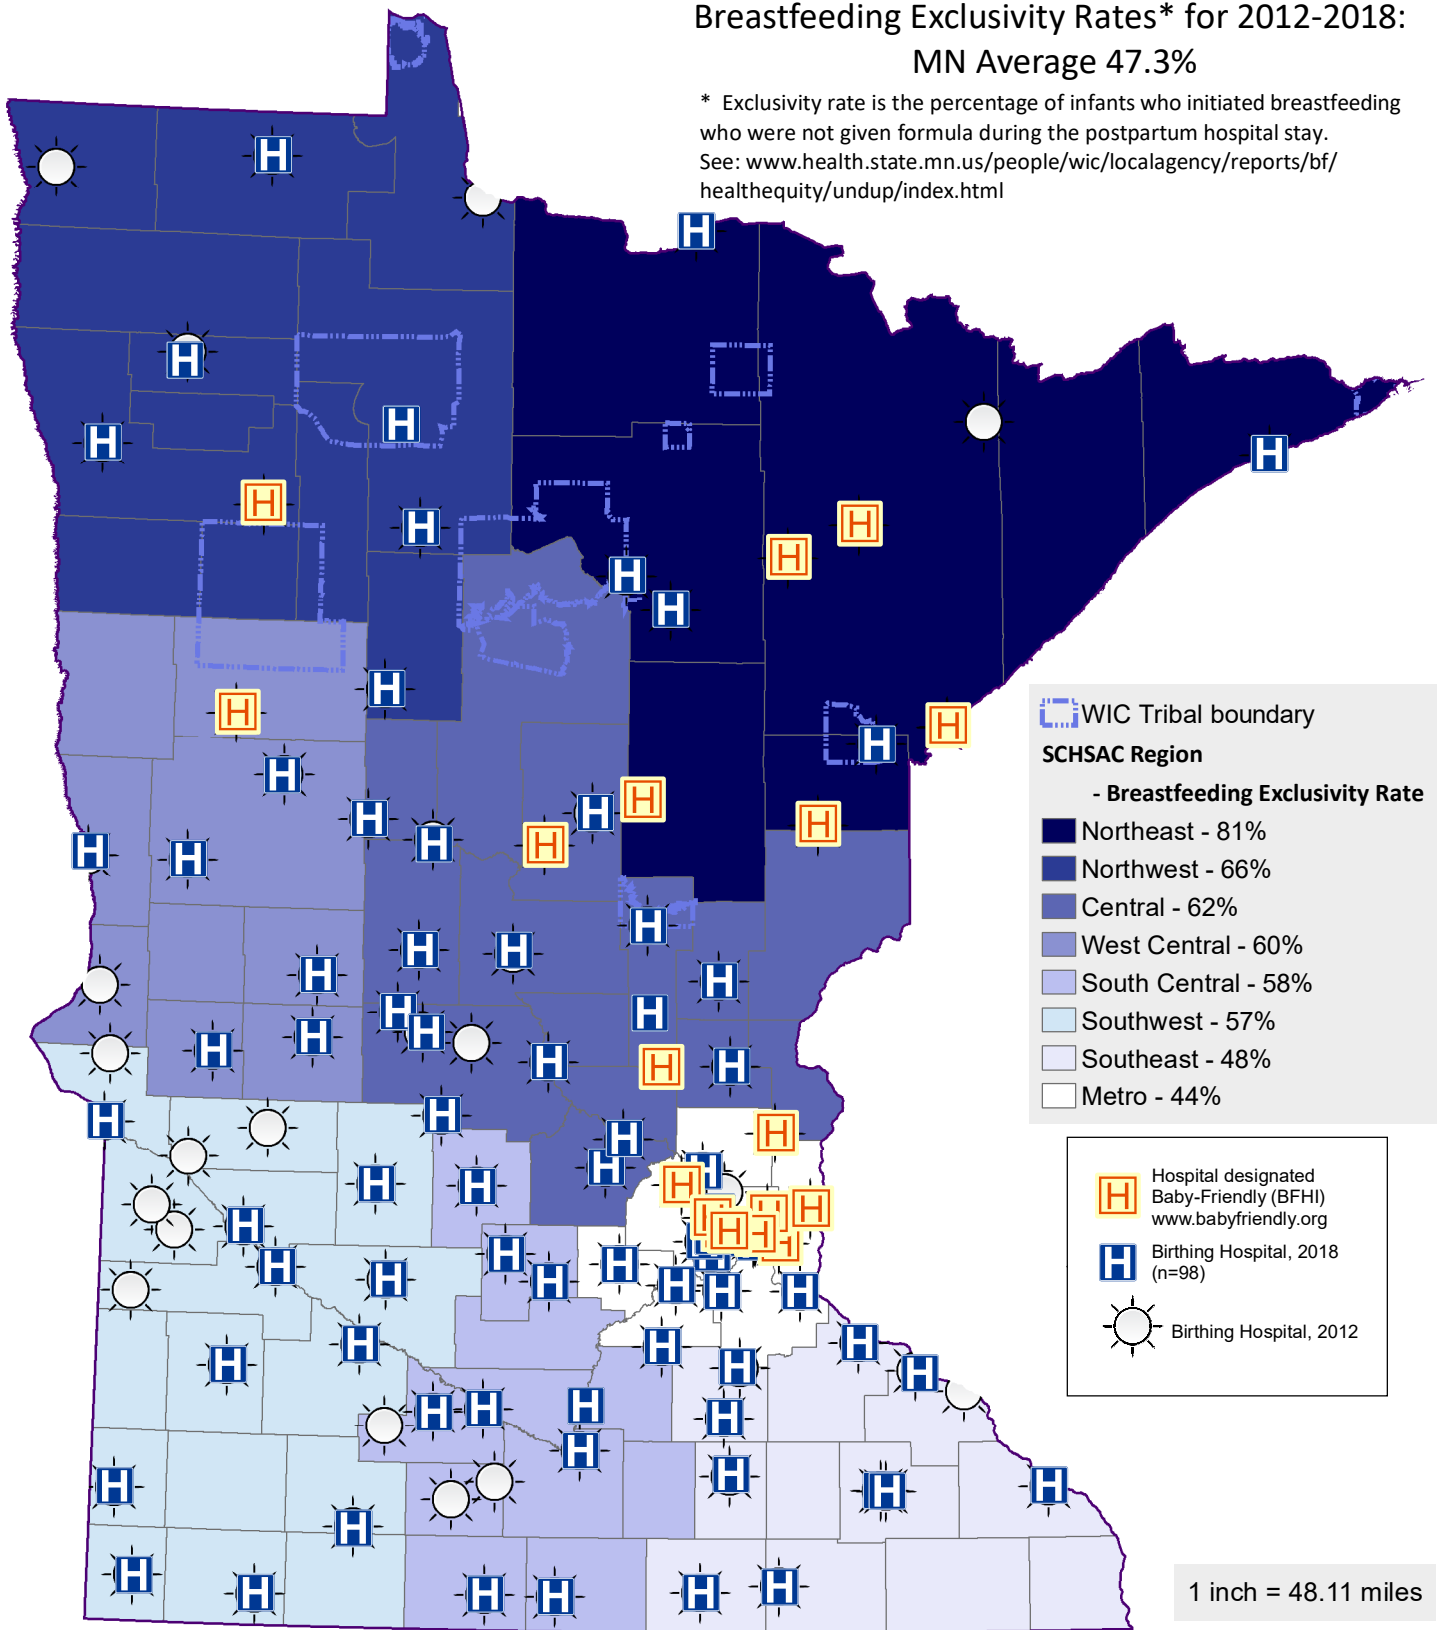 Breastfeeding Exclusivity Rates* for 2012-2018:
MN Average 47.3%
* Exclusivity rate is the percentage of infants who initiated breastfeeding
who were not given formula during the postpartum hospital stay.
See: www.health.state.mn.us/people/wic/localagency/reports/bf/
healthequity/undup/index.html
WIC Tribal boundary
SCHSAC Region
- Breastfeeding Exclusivity Rate
Northeast - 81%
Northwest - 66%
Central - 62%
West Central - 60%
South Central - 58%
Southwest - 57%
Southeast - 48%
Metro - 44%
Hospital designated
Baby-Friendly (BFHI)
www.babyfriendly.org
Birthing Hospital, 2018
(n=98)
Birthing Hospital, 2012
1 inch = 48.11 miles